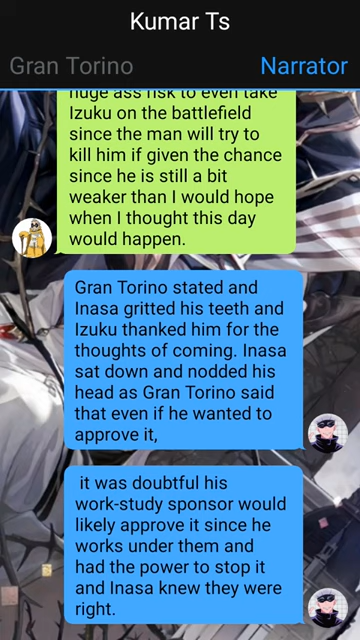 Kumar Ts
Gran Torino
Narrator
huge ass risk to even take
Izuku on the battlefield
since the man will try to
kill him if given the chance
since he is still a bit
weaker than I would hope
when I thought this day
would happen.
Gran Torino stated and
Inasa gritted his teeth and
Izuku thanked him for the
thoughts of coming. Inasa
sat down and nodded his
head as Gran Torino said
that even if he wanted to
approve it,
it was doubtful his
work-study sponsor would
likely approve it since he
works under them and
had the power to stop it
and Inasa knew they were
right.